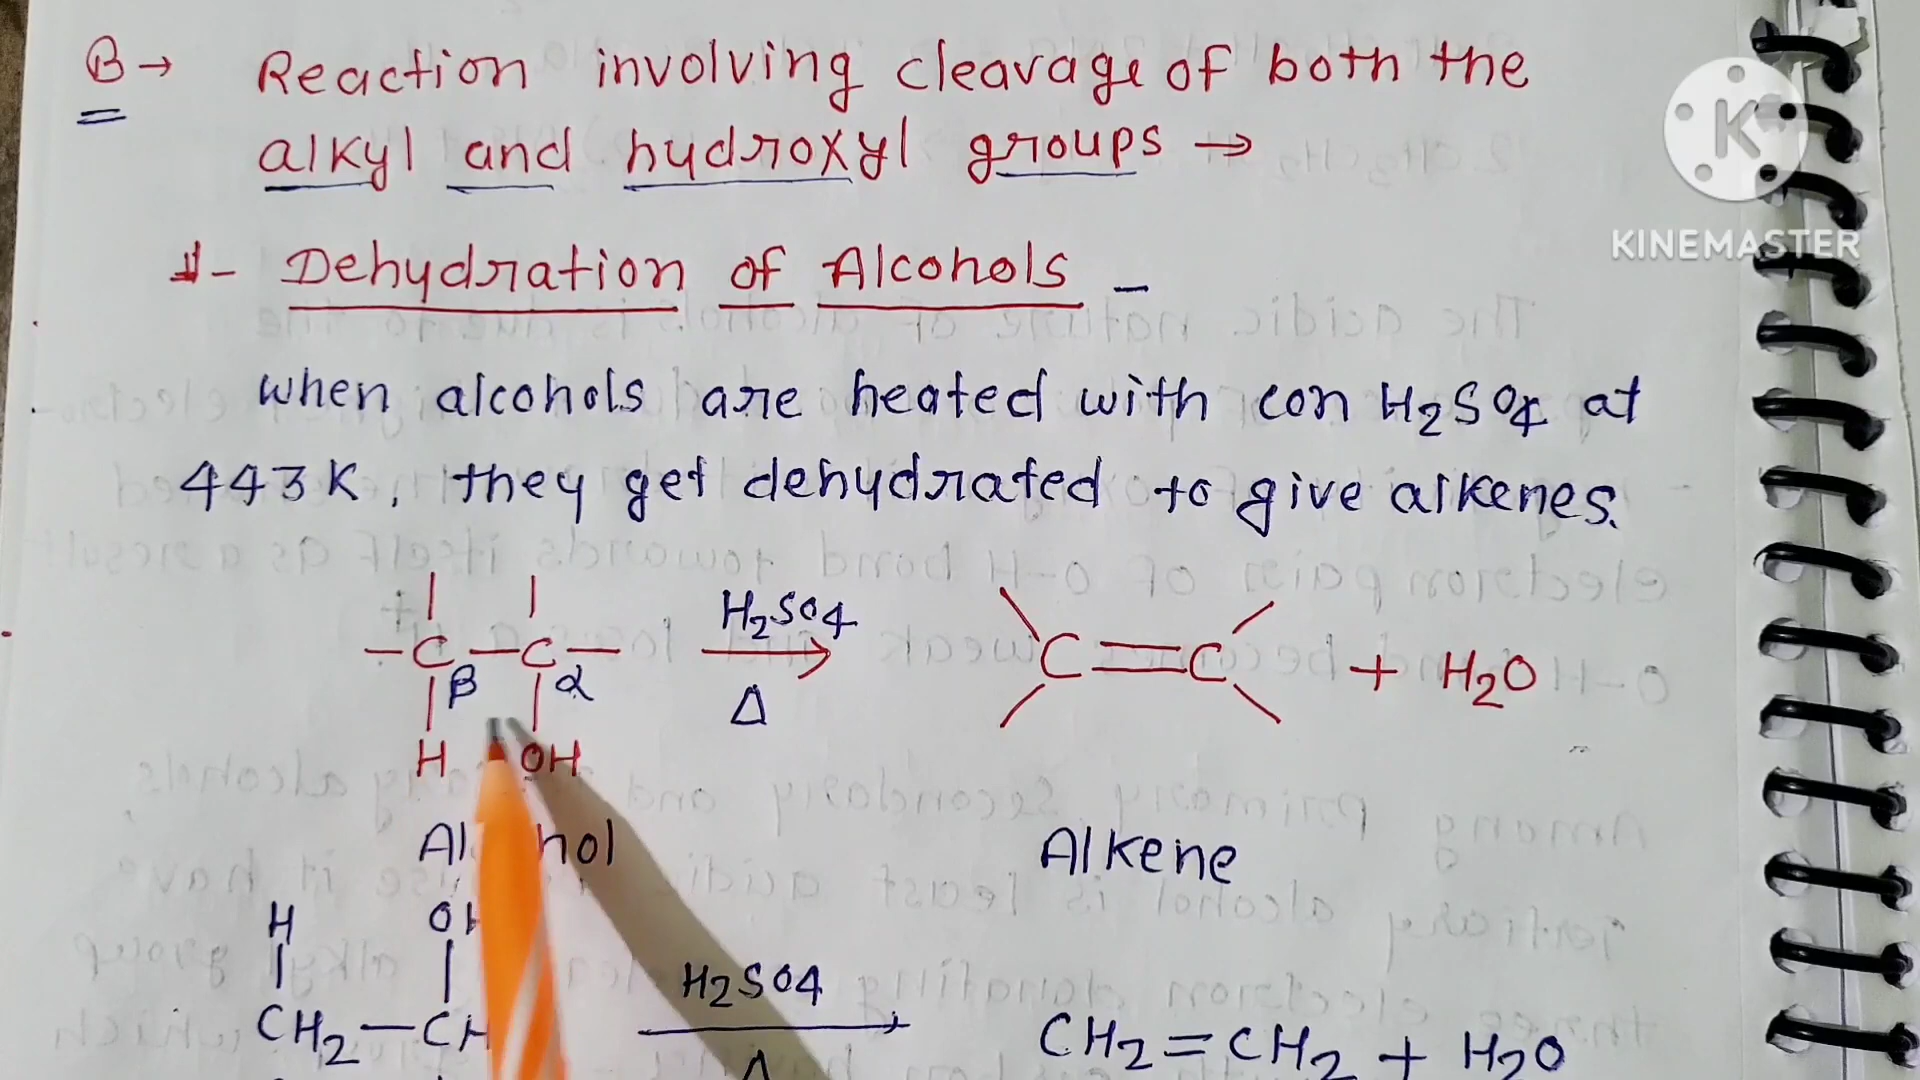 B→ Reaction involving cleavage of both the
alkyl and hydroxyl groups →
K
KINEMASTER
1- Dehydration of Alcohols -
when alcohols are heated with con H2SO4 at
443K, they get dehydrated to give alkenes.
-C-C- H2SO4 C=C + H2O
β α Δ
H OH
Alkene
H
H2SO4
CH2- CH2=CH2 + H2O
Δ